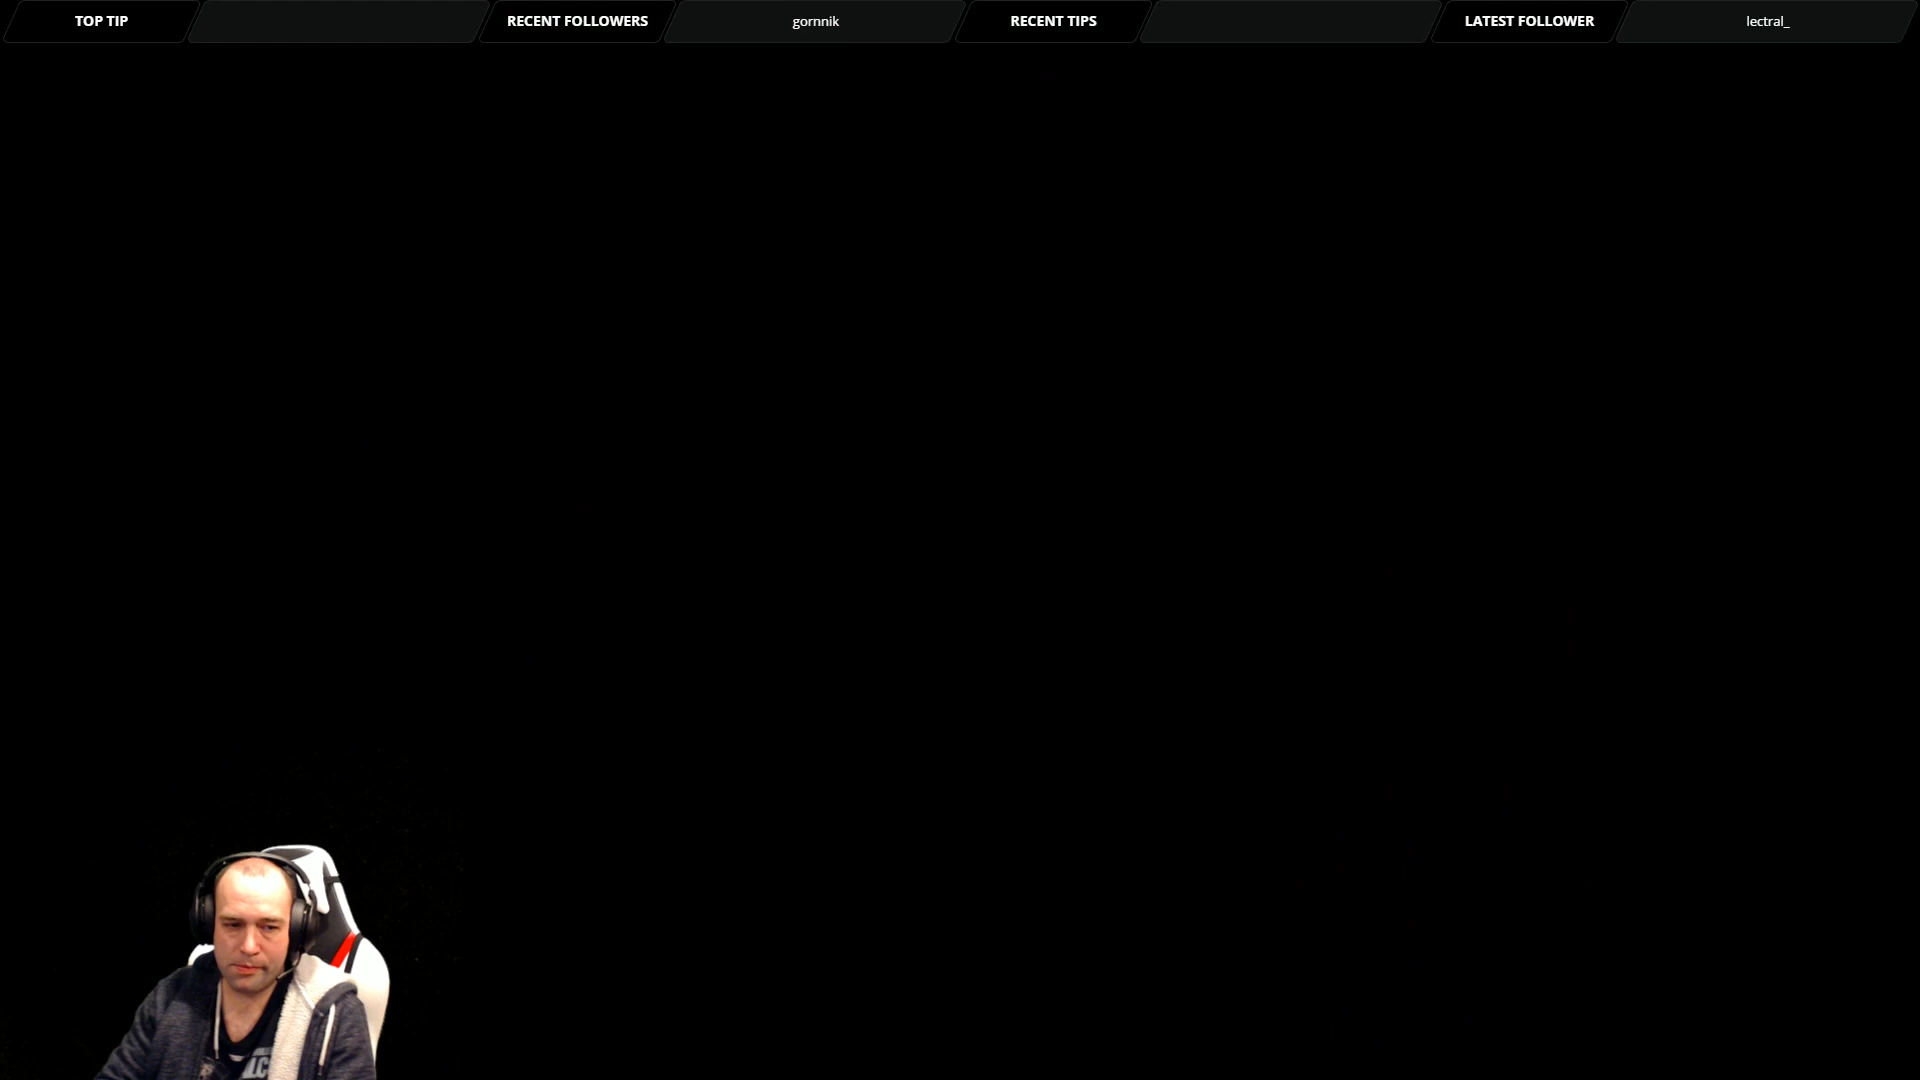 TOP TIP
RECENT FOLLOWERS
gornnik
RECENT TIPS
LATEST FOLLOWER
lectral_